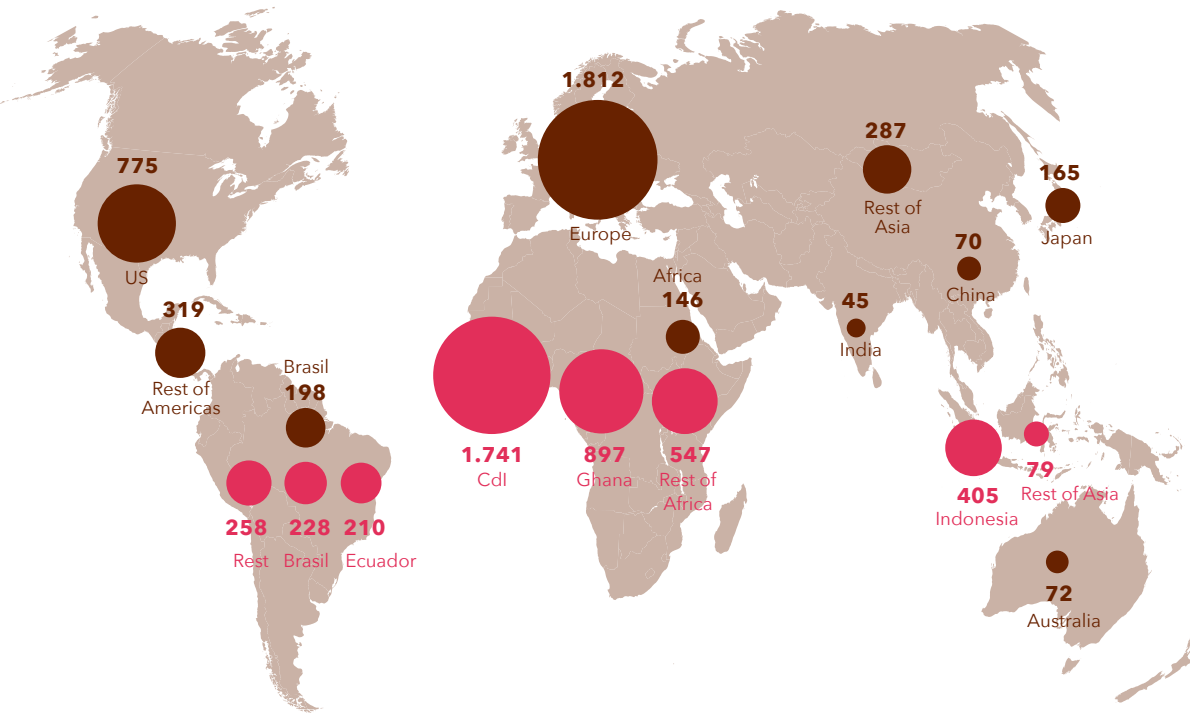 1.812
287
775
165
Rest of
Asia
Europe
Japan
70
US
Africa
China
146
45
319
India
Brasil
Rest of
Americas
198
1.741
CdI
897
Ghana
547
Rest of
Africa
79
Rest of Asia
405
Indonesia
258
228
210
Rest
Brasil
Ecuador
72
Australia